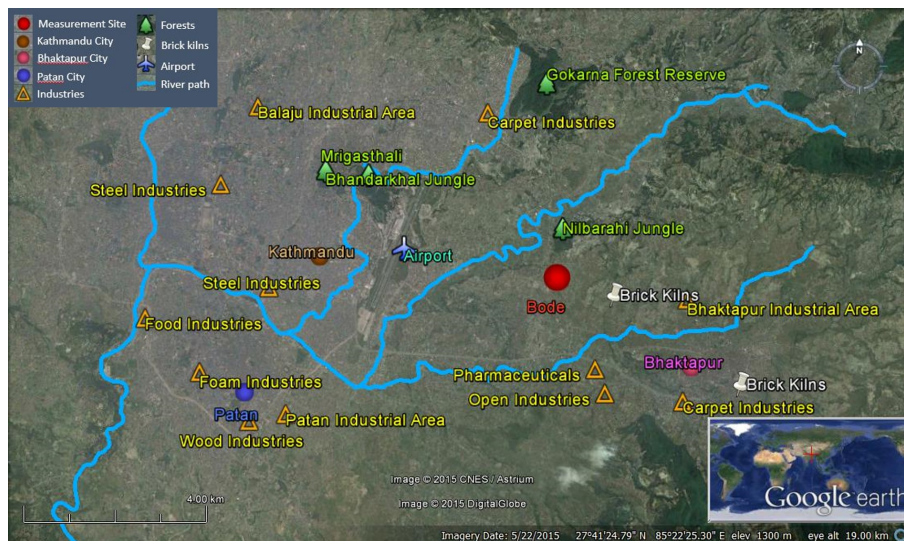 Measurement Site
Kathmandu City
Bhaktapur City
Patan City
Industries
Forests
Brick kilns
Airport
River path
N
Gokarna Forest Reserve
Balaju Industrial Area
Carpet Industries
Mrigasthali
Bhandarkhal Jungle
Steel Industries
Nilbarahi Jungle
Kathmandu
Airport
Steel Industries
Brick Kilns
Bode
Bhaktapur Industrial Area
Food Industries
Bhaktapur
Pharmaceuticals
Foam Industries
Brick Kilns
Open Industries
Carpet Industries
Patan
Patan Industrial Area
Wood Industries
Image © 2015 CNES / Astrium
4.00 km
Image © 2015 DigitalGlobe
Google earth
Imagery Date: 5/22/2015 27°41'24.79" N 85°22'25.30" E elev 1300 m eye alt 19.00 km